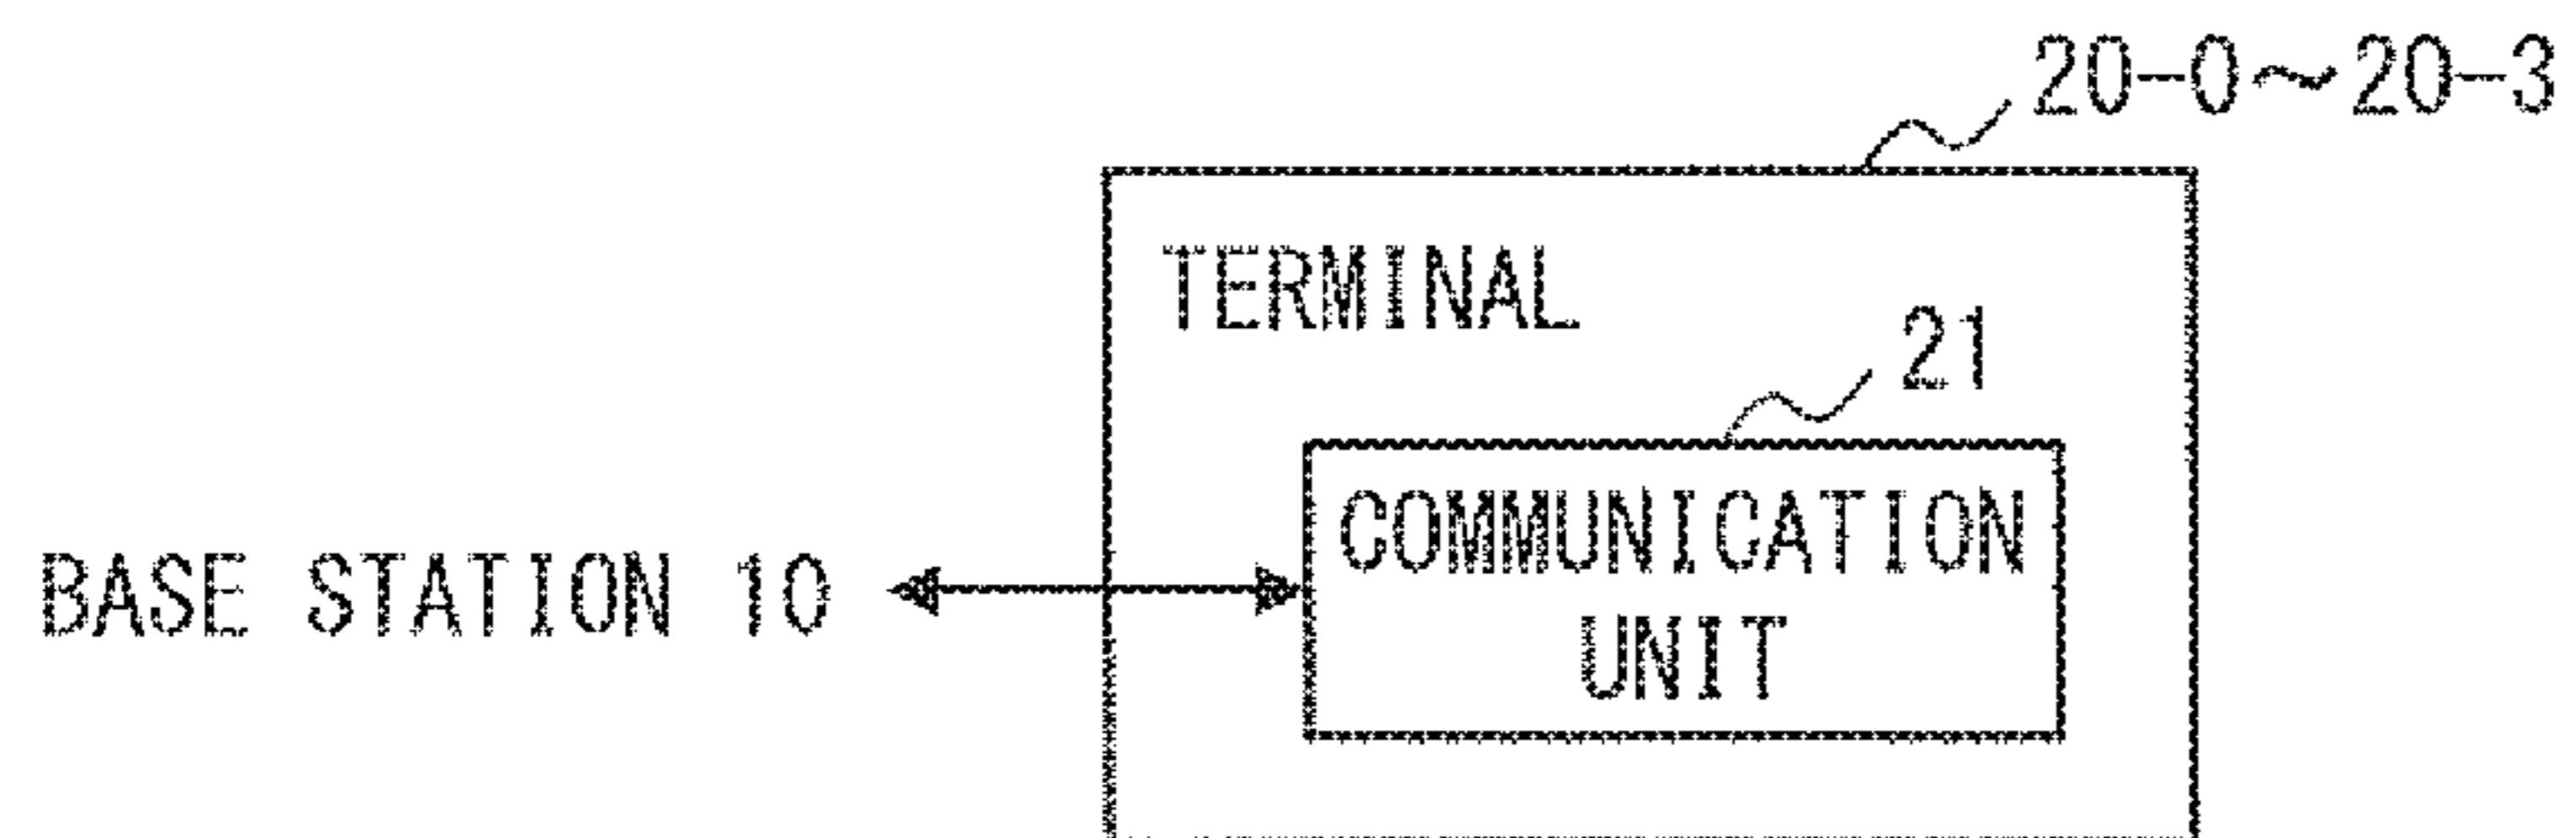 20-0~20-3
TERMINAL
21
COMMUNICATION
UNIT
BASE STATION 10